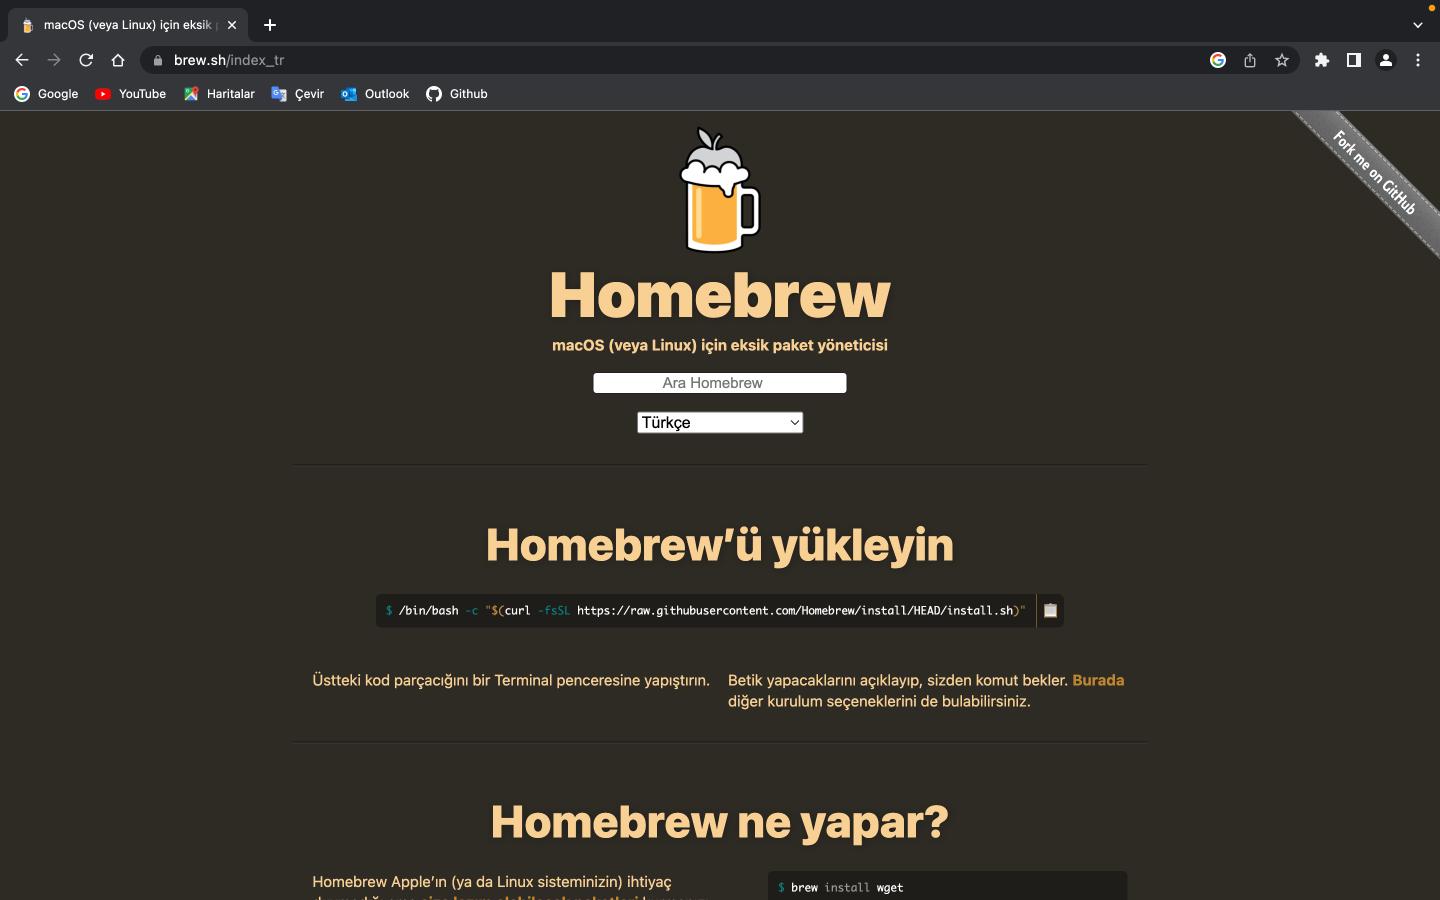 macOS (veya Linux) için eksik
brew.sh/index_tr
Google
YouTube
Haritalar
Çevir
Outlook
Github
Fork me on GitHub
Homebrew
macOS (veya Linux) için eksik paket yöneticisi
Ara Homebrew
Türkçe
Homebrew’ü yükleyin
$ /bin/bash -c "$(curl -fsSL https://raw.githubusercontent.com/Homebrew/install/HEAD/install.sh)"
Üstteki kod parçacığını bir Terminal penceresine yapıştırın.
Betik yapacaklarını açıklayıp, sizden komut bekler. Burada
diğer kurulum seçeneklerini de bulabilirsiniz.
Homebrew ne yapar?
Homebrew Apple’ın (ya da Linux sisteminizin) ihtiyaç
$ brew install wget